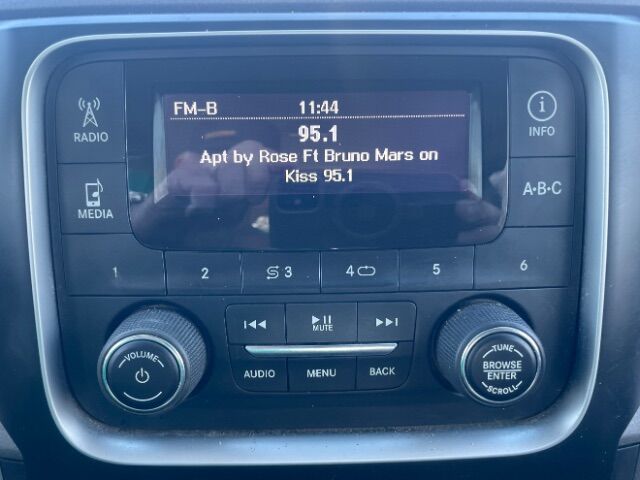 FM-B 11:44
95.1
Apt by Rose Ft Bruno Mars on
Kiss 95.1
RADIO
MEDIA
INFO
A•B•C
1 2 3 4 5 6
MUTE
AUDIO MENU BACK
VOLUME
TUNE
BROWSE
ENTER
SCROLL